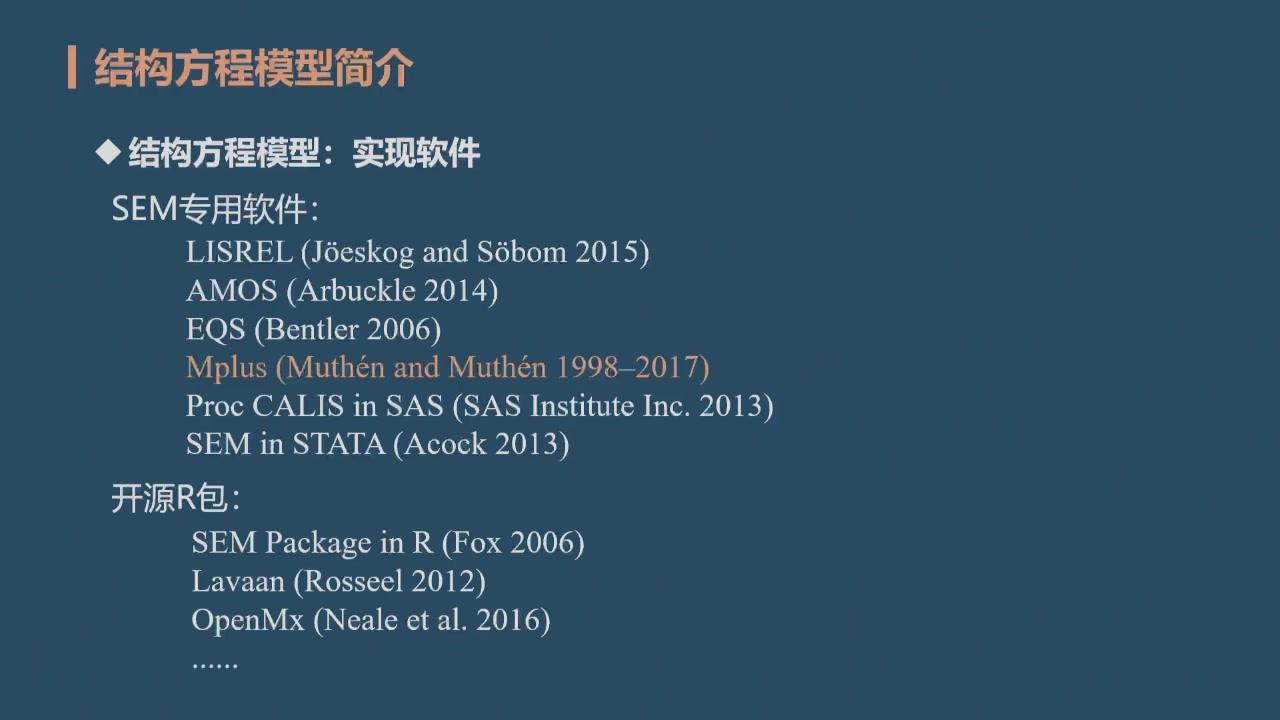 结构方程模型简介
◆结构方程模型：实现软件
SEM专用软件：
LISREL (Jöeskog and Söbom 2015)
AMOS (Arbuckle 2014)
EQS (Bentler 2006)
Mplus (Muthén and Muthén 1998–2017)
Proc CALIS in SAS (SAS Institute Inc. 2013)
SEM in STATA (Acock 2013)
开源R包：
SEM Package in R (Fox 2006)
Lavaan (Rosseel 2012)
OpenMx (Neale et al. 2016)
......